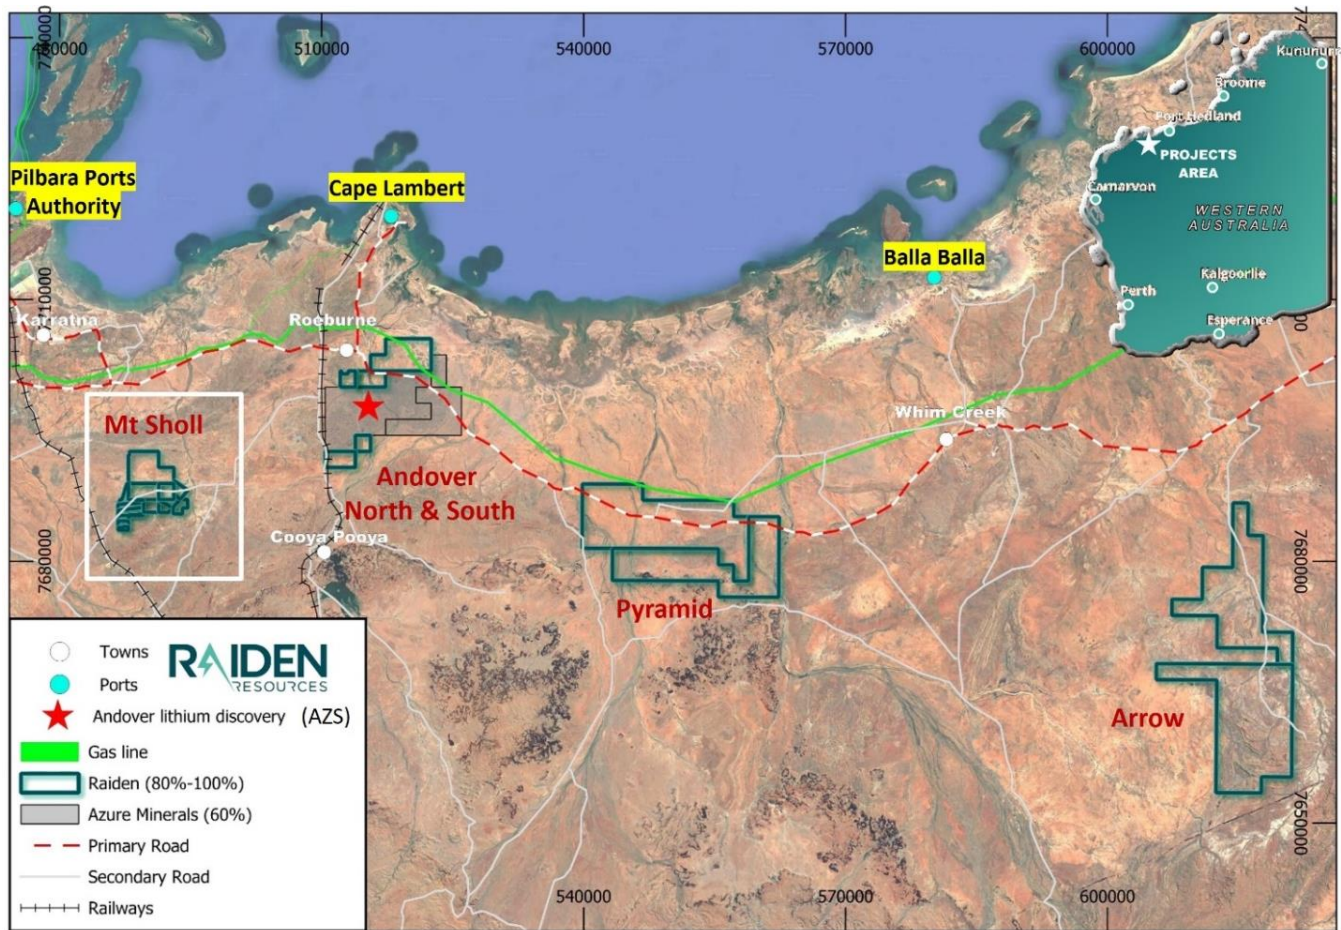 480000
510000
540000
570000
600000
Kununurra
Broome
Port Hedland
PROJECTS
AREA
Carnarvon
WESTERN
AUSTRALIA
Kalgoorlie
Perth
Esperance
Pilbara Ports
Authority
Cape Lambert
Balla Balla
Karratha
Roeburne
Mt Sholl
Whim Creek
Andover
North & South
Cooya Pooya
7680000
7680000
Pyramid
Arrow
Towns
RAIDEN
RESOURCES
Ports
Andover lithium discovery (AZS)
Gas line
Raiden (80%-100%)
Azure Minerals (60%)
Primary Road
Secondary Road
Railways
7650000
540000
570000
600000